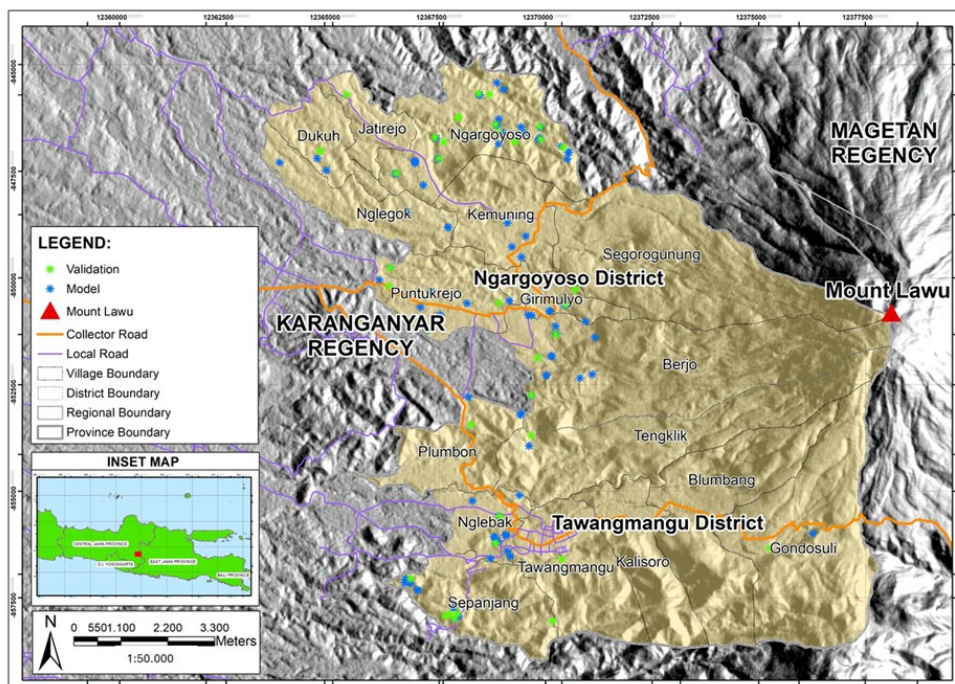 12360000 12362500 12365000 12367500 12370000 12372500 12375000 12377500
-845000
-847500
-850000
-852500
-855000
-857500
MAGETAN
REGENCY
Dukuh
Jatirejo
Ngargoyoso
Nglegok
Kemuning
Segorogunung
Ngargoyoso District
Mount Lawu
Puntukrejo
Girimulyo
KARANGANYAR
REGENCY
Berjo
Tengklik
Plumbon
Blumbang
Nglebak
Tawangmangu District
Tawangmangu
Kalisoro
Gondosuli
Sepanjang
LEGEND:
Validation
Model
Mount Lawu
Collector Road
Local Road
Village Boundary
District Boundary
Regional Boundary
Province Boundary
INSET MAP
CENTRAL JAVA PROVINCE
D.I. YOGYAKARTA
EAST JAVA PROVINCE
BALI PROVINCE
N
0 5501.100 2.200 3.300
Meters
1:50.000